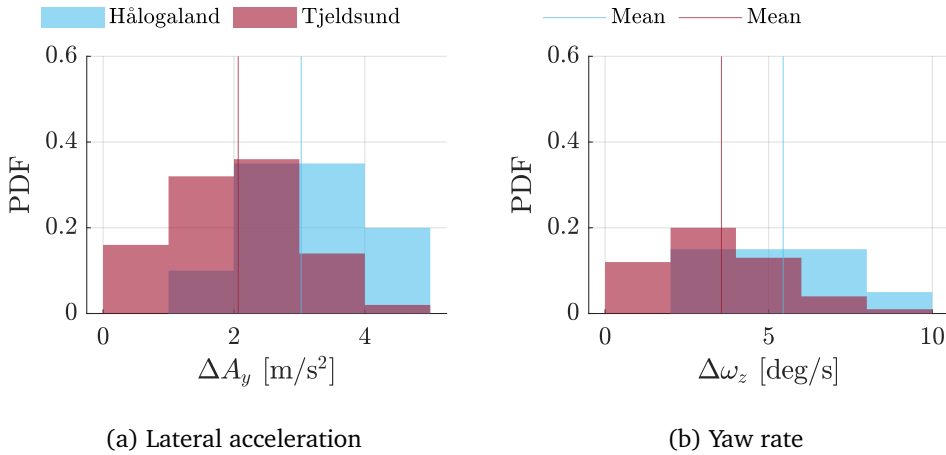 Hålogaland Tjeldsund
Mean Mean
0.6
0.4
0.2
0
PDF
0 2 4
ΔA_y [m/s²]
(a) Lateral acceleration
0.6
0.4
0.2
0
PDF
0 5 10
Δω_z [deg/s]
(b) Yaw rate